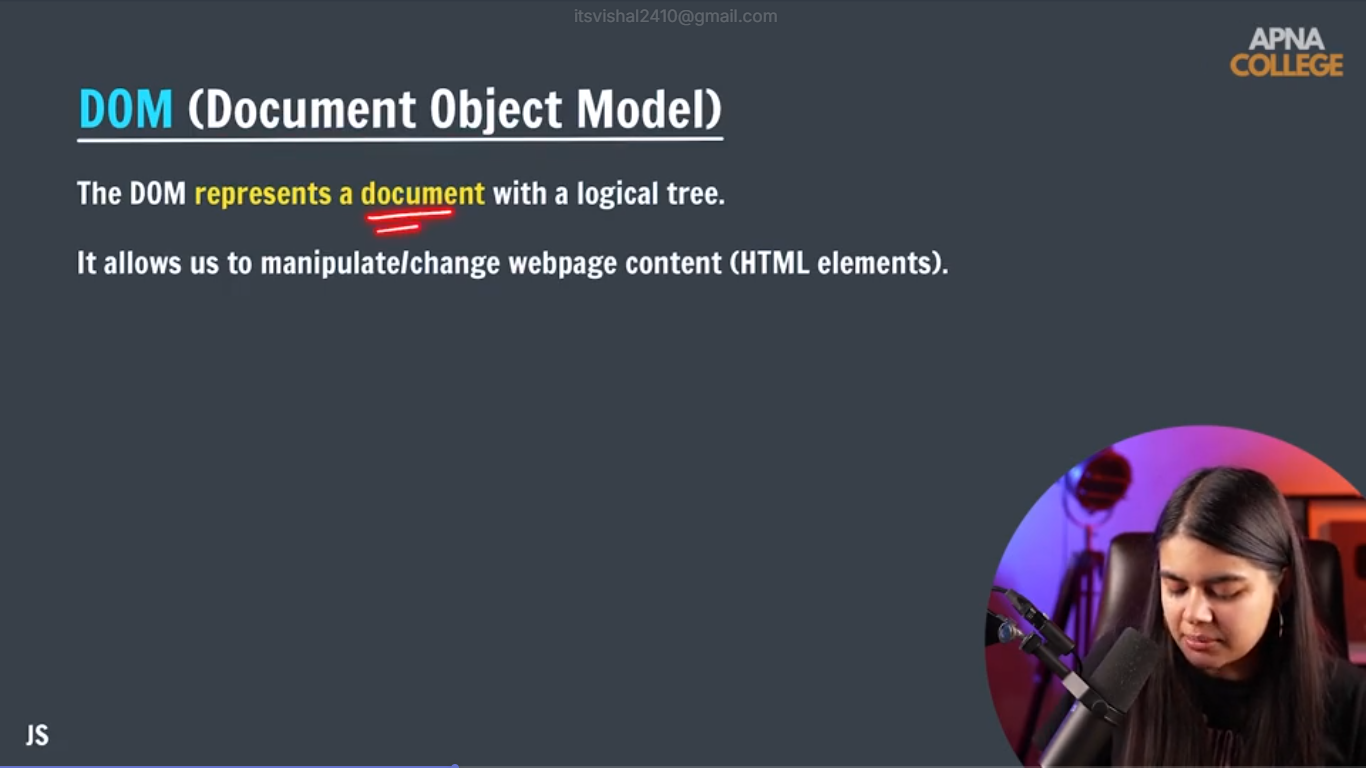 itsvishal2410@gmail.com
APNA
COLLEGE
DOM (Document Object Model)
The DOM represents a document with a logical tree.
It allows us to manipulate/change webpage content (HTML elements).
JS